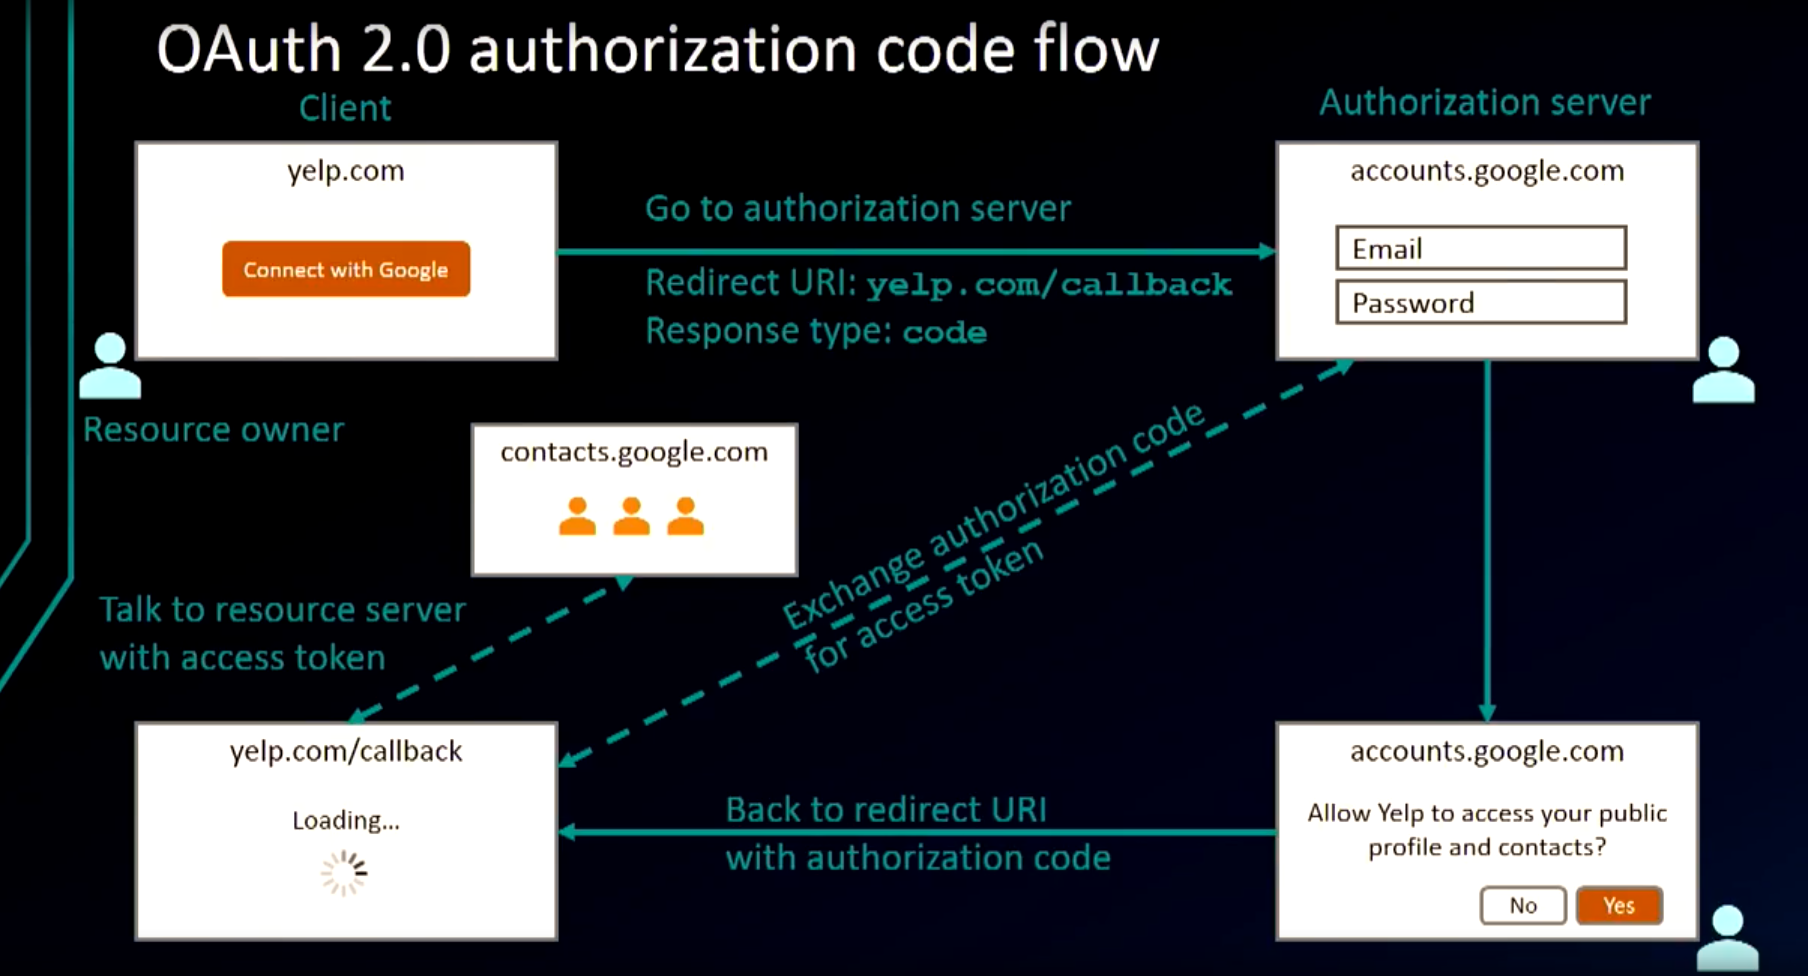 OAuth 2.0 authorization code flow
Client
Authorization server
yelp.com
Connect with Google
Go to authorization server
Redirect URI: yelp.com/callback
Response type: code
accounts.google.com
Email
Password
Resource owner
contacts.google.com
Exchange authorization code
for access token
Talk to resource server
with access token
yelp.com/callback
Loading...
Back to redirect URI
with authorization code
accounts.google.com
Allow Yelp to access your public
profile and contacts?
No
Yes